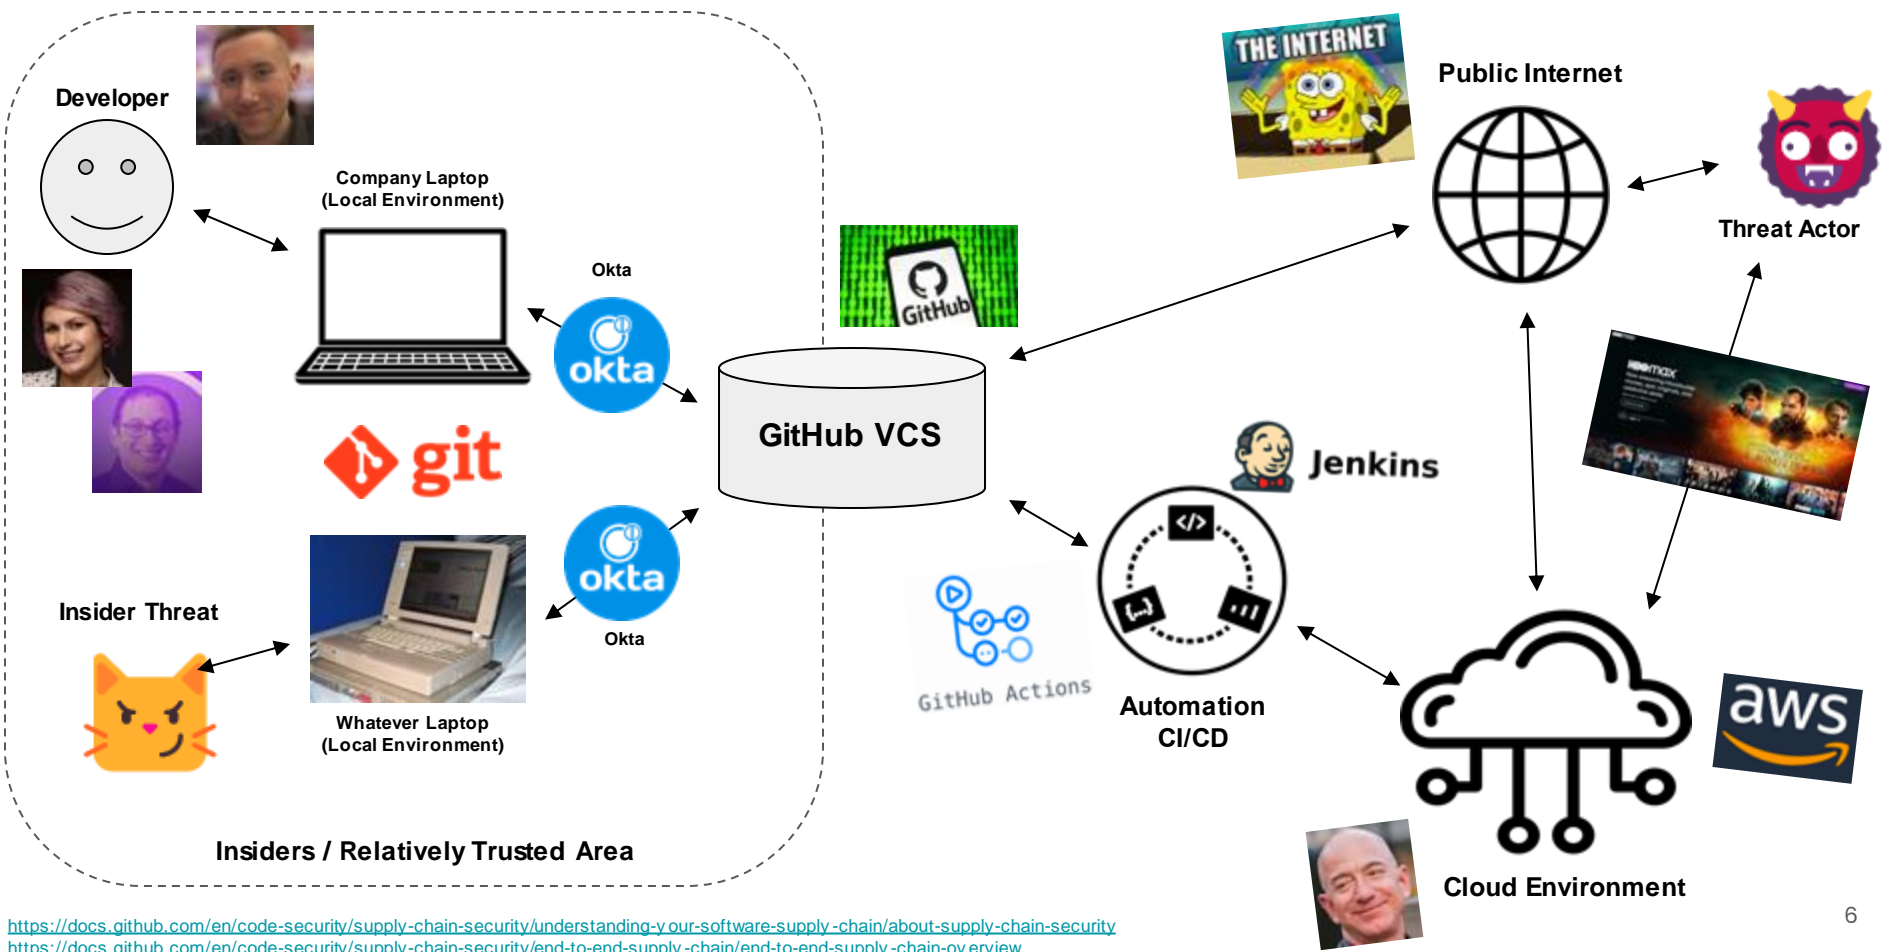 Developer
Company Laptop
(Local Environment)
Okta
okta
git
okta
Okta
Insider Threat
Whatever Laptop
(Local Environment)
Insiders / Relatively Trusted Area
GitHub
GitHub VCS
THE INTERNET
Public Internet
Threat Actor
HBOmax
Jenkins
</>
{...}
GitHub Actions
Automation
CI/CD
aws
Cloud Environment
6
https://docs.github.com/en/code-security/supply-chain-security/understanding-your-software-supply-chain/about-supply-chain-security
https://docs.github.com/en/code-security/supply-chain-security/end-to-end-supply-chain/end-to-end-supply-chain-overview